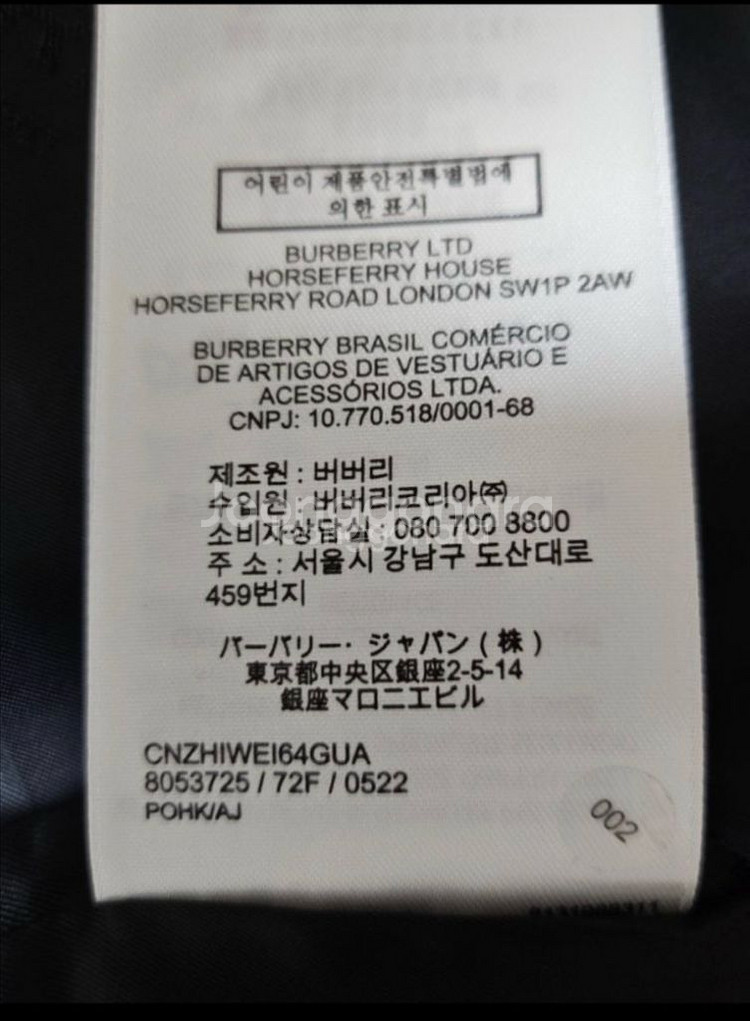 어린이 제품안전특별법에
의한 표시
BURBERRY LTD
HORSEFERRY HOUSE
HORSEFERRY ROAD LONDON SW1P 2AW
BURBERRY BRASIL COMÉRCIO
DE ARTIGOS DE VESTUÁRIO E
ACESSÓRIOS LTDA.
CNPJ: 10.770.518/0001-68
제조원 : 버버리
수입원 : 버버리코리아㈜
소비자상담실 : 080 700 8800
주 소 : 서울시 강남구 도산대로
459번지
バーバリー・ジャパン ( 株 )
東京都中央区銀座2-5-14
銀座マロニエビル
CNZHIWEI64GUA
8053725 / 72F / 0522
POHK/AJ
002